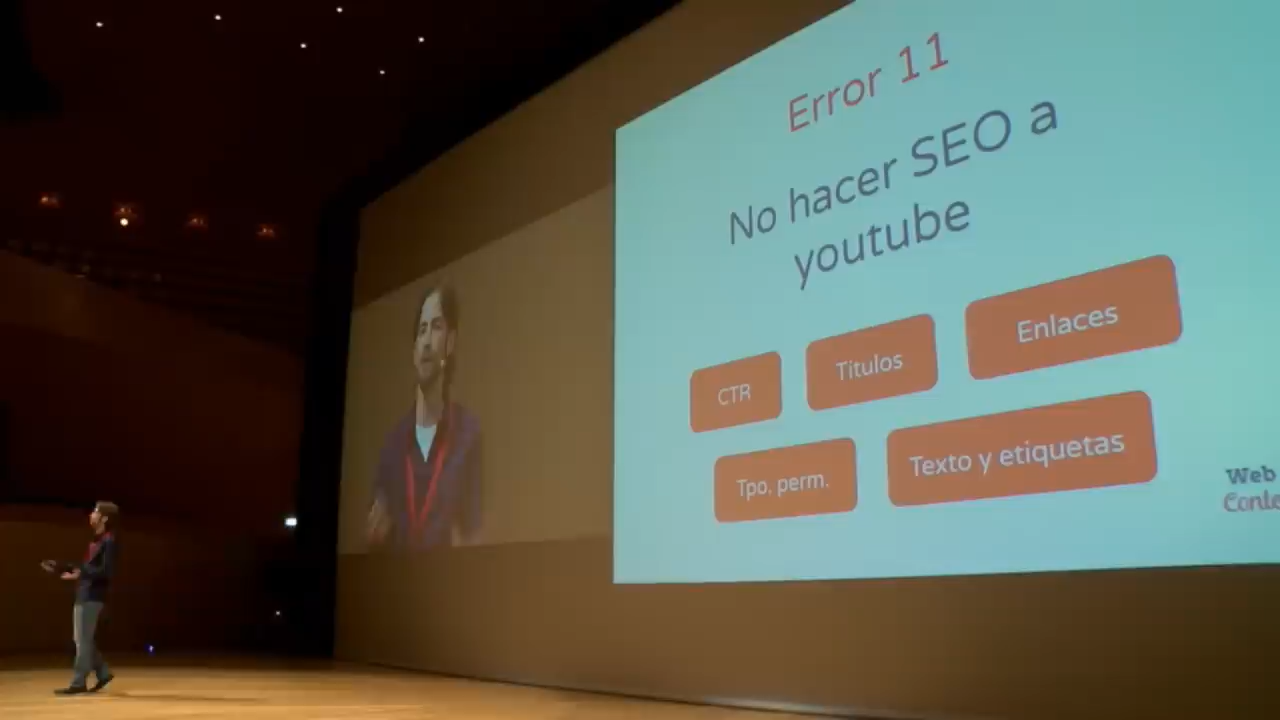 Error 11
No hacer SEO a
youtube
CTR
Titulos
Enlaces
Tpo. perm.
Texto y etiquetas
Web